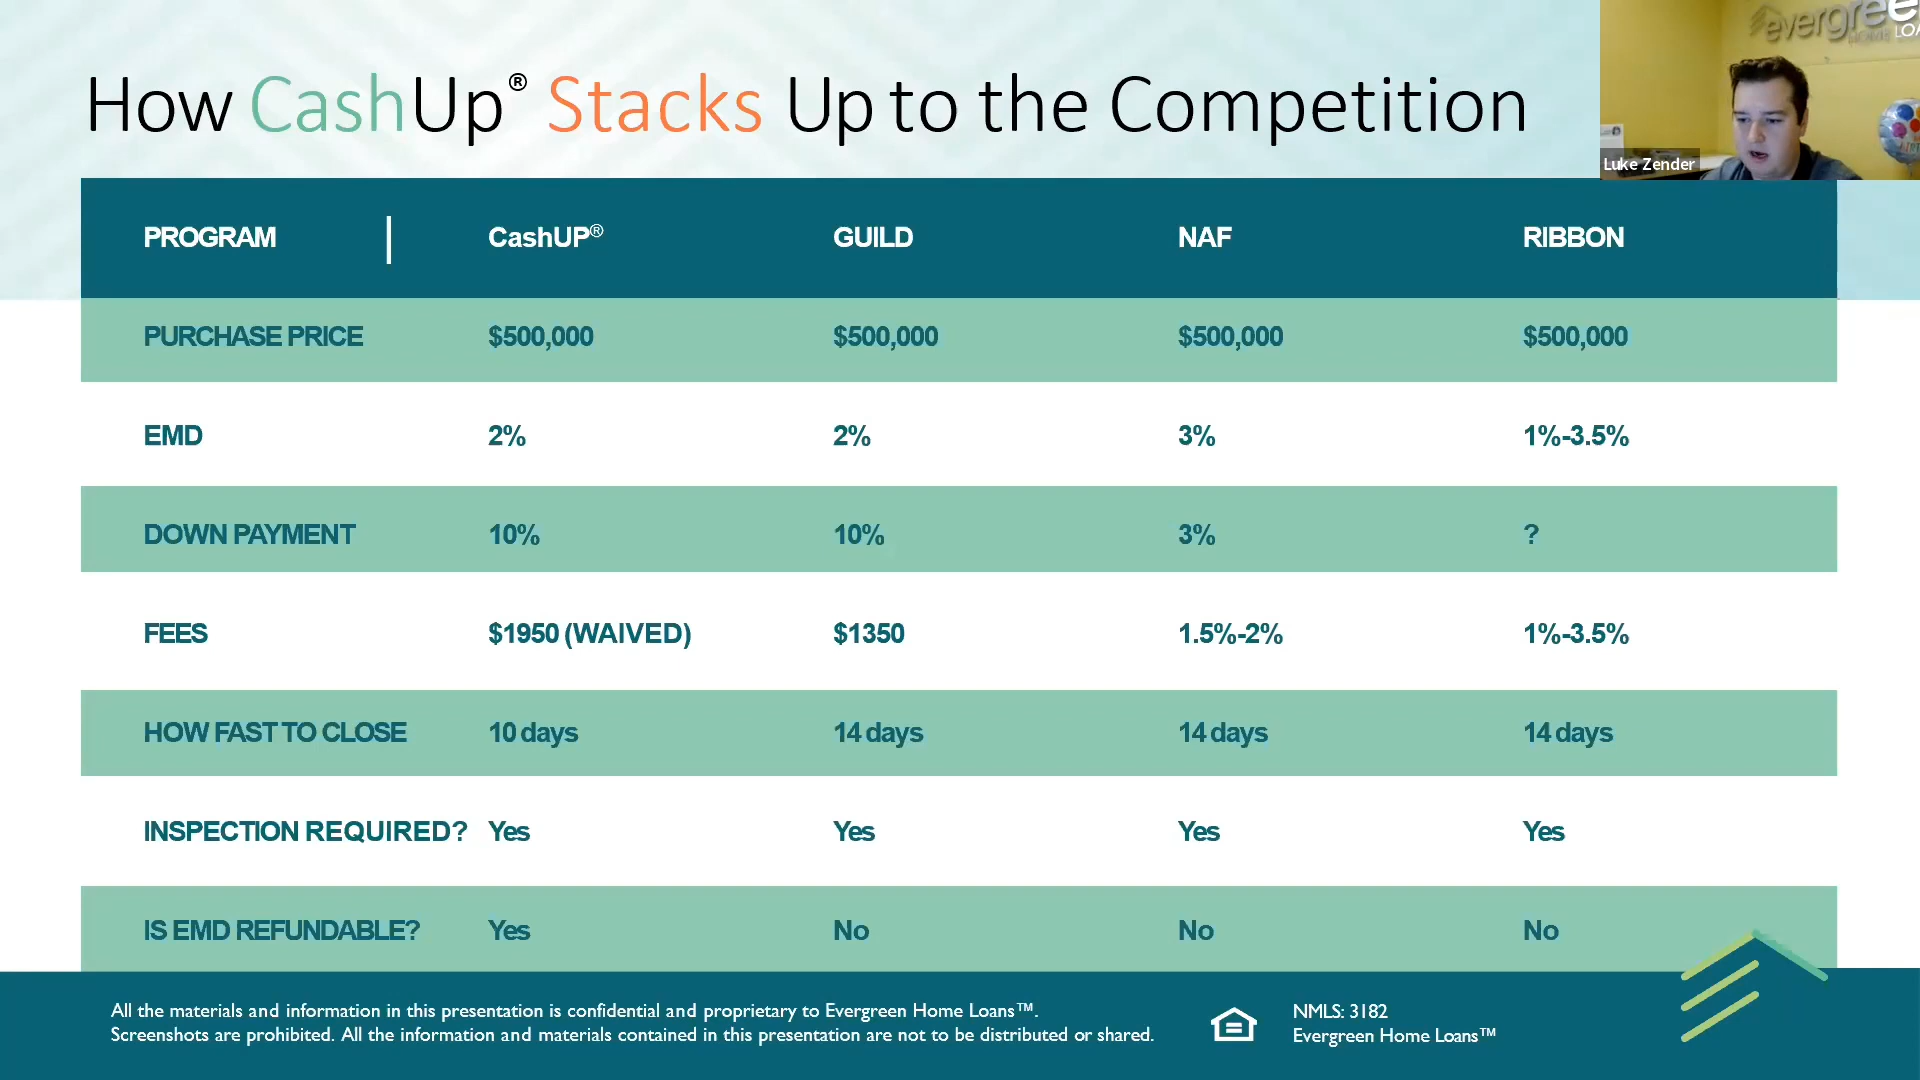 How CashUp® Stacks Up to the Competition
evergree
HOME LOA
Luke Zender
PROGRAM | CashUP® GUILD NAF RIBBON
PURCHASE PRICE $500,000 $500,000 $500,000 $500,000
EMD 2% 2% 3% 1%-3.5%
DOWN PAYMENT 10% 10% 3% ?
FEES $1950 (WAIVED) $1350 1.5%-2% 1%-3.5%
HOW FAST TO CLOSE 10 days 14 days 14 days 14 days
INSPECTION REQUIRED? Yes Yes Yes Yes
IS EMD REFUNDABLE? Yes No No No
All the materials and information in this presentation is confidential and proprietary to Evergreen Home Loans™.
Screenshots are prohibited. All the information and materials contained in this presentation are not to be distributed or shared.
NMLS: 3182
Evergreen Home Loans™